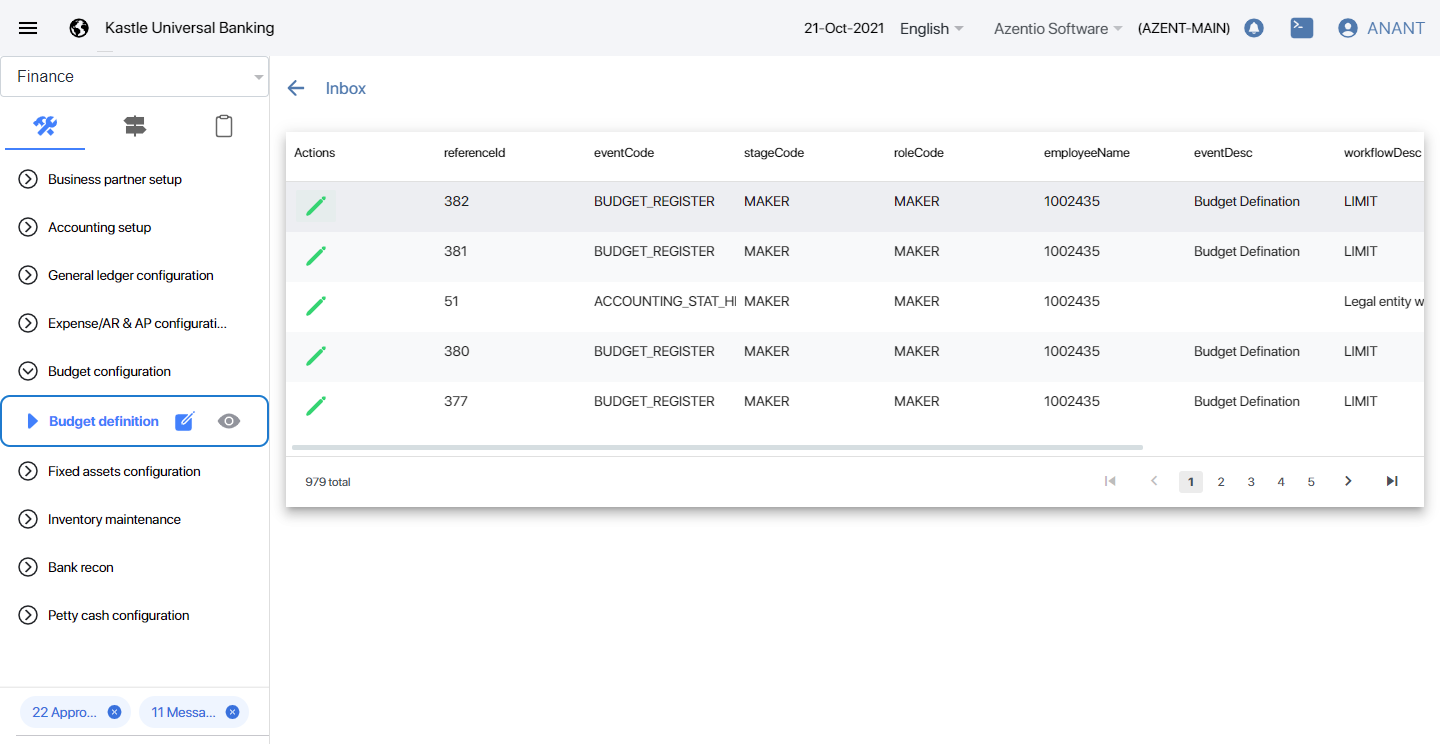 Kastle Universal Banking
21-Oct-2021 English Azentio Software (AZENT-MAIN) ANANT
Finance
Business partner setup
Accounting setup
General ledger configuration
Expense/AR & AP configurati...
Budget configuration
Budget definition
Fixed assets configuration
Inventory maintenance
Bank recon
Petty cash configuration
22 Appro...
11 Messa...
Inbox
Actions referenceId eventCode stageCode roleCode employeeName eventDesc workflowDesc
382 BUDGET_REGISTER MAKER MAKER 1002435 Budget Defination LIMIT
381 BUDGET_REGISTER MAKER MAKER 1002435 Budget Defination LIMIT
51 ACCOUNTING_STAT_HI MAKER MAKER 1002435 Legal entity w
380 BUDGET_REGISTER MAKER MAKER 1002435 Budget Defination LIMIT
377 BUDGET_REGISTER MAKER MAKER 1002435 Budget Defination LIMIT
979 total
1 2 3 4 5